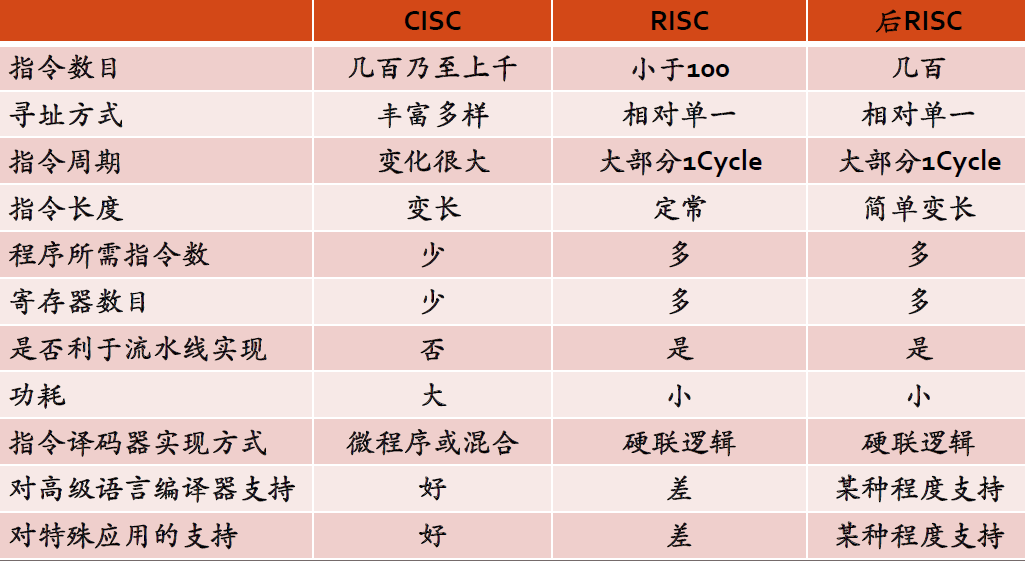 CISC RISC 后RISC
指令数目 几百乃至上千 小于100 几百
寻址方式 丰富多样 相对单一 相对单一
指令周期 变化很大 大部分1Cycle 大部分1Cycle
指令长度 变长 定常 简单变长
程序所需指令数 少 多 多
寄存器数目 少 多 多
是否利于流水线实现 否 是 是
功耗 大 小 小
指令译码器实现方式 微程序或混合 硬联逻辑 硬联逻辑
对高级语言编译器支持 好 差 某种程度支持
对特殊应用的支持 好 差 某种程度支持